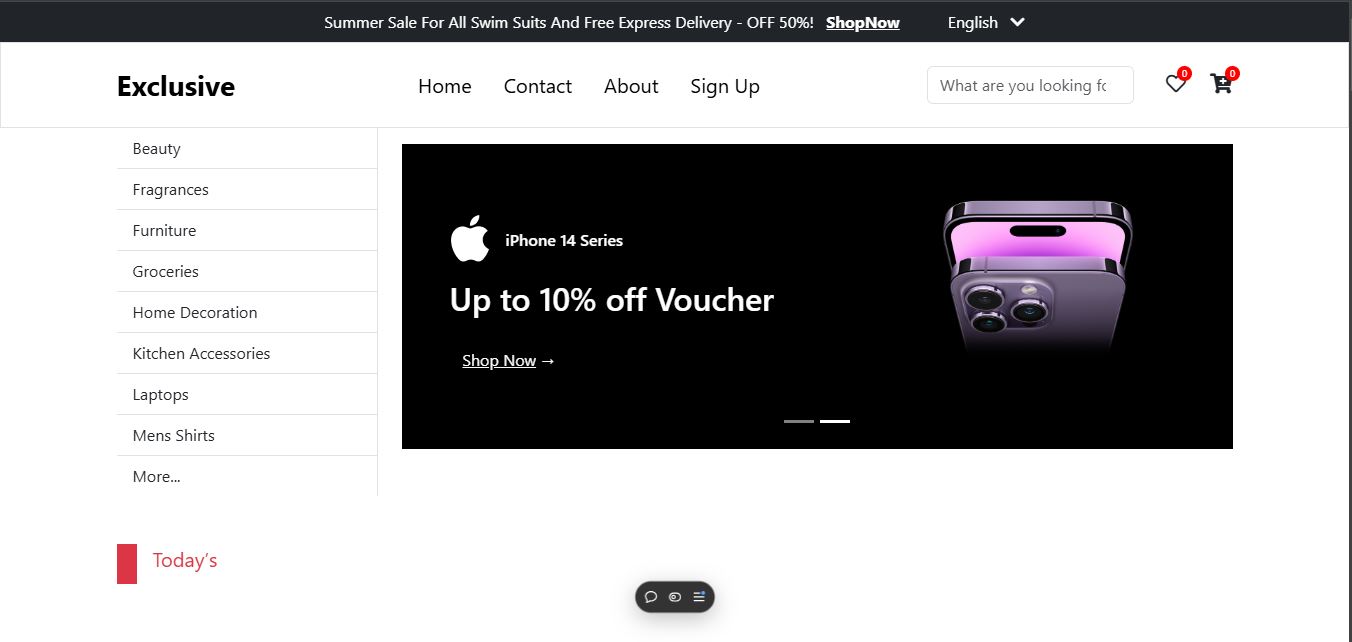 Summer Sale For All Swim Suits And Free Express Delivery - OFF 50%! ShopNow English
Exclusive Home Contact About Sign Up What are you looking fo 0 0
Beauty
Fragrances
Furniture
Groceries
Home Decoration
Kitchen Accessories
Laptops
Mens Shirts
More...
iPhone 14 Series
Up to 10% off Voucher
Shop Now →
Today's